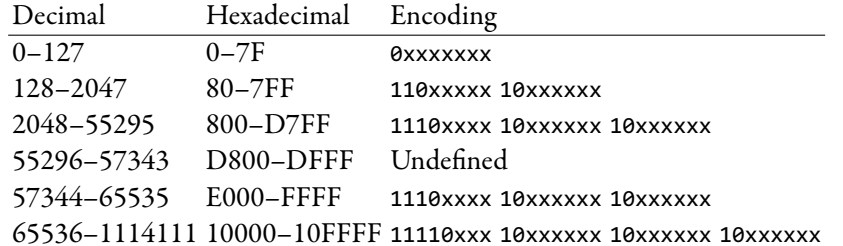 Decimal Hexadecimal Encoding
0–127 0–7F 0xxxxxxx
128–2047 80–7FF 110xxxxx 10xxxxxx
2048–55295 800–D7FF 1110xxxx 10xxxxxx 10xxxxxx
55296–57343 D800–DFFF Undefined
57344–65535 E000–FFFF 1110xxxx 10xxxxxx 10xxxxxx
65536–1114111 10000–10FFFF 11110xxx 10xxxxxx 10xxxxxx 10xxxxxx